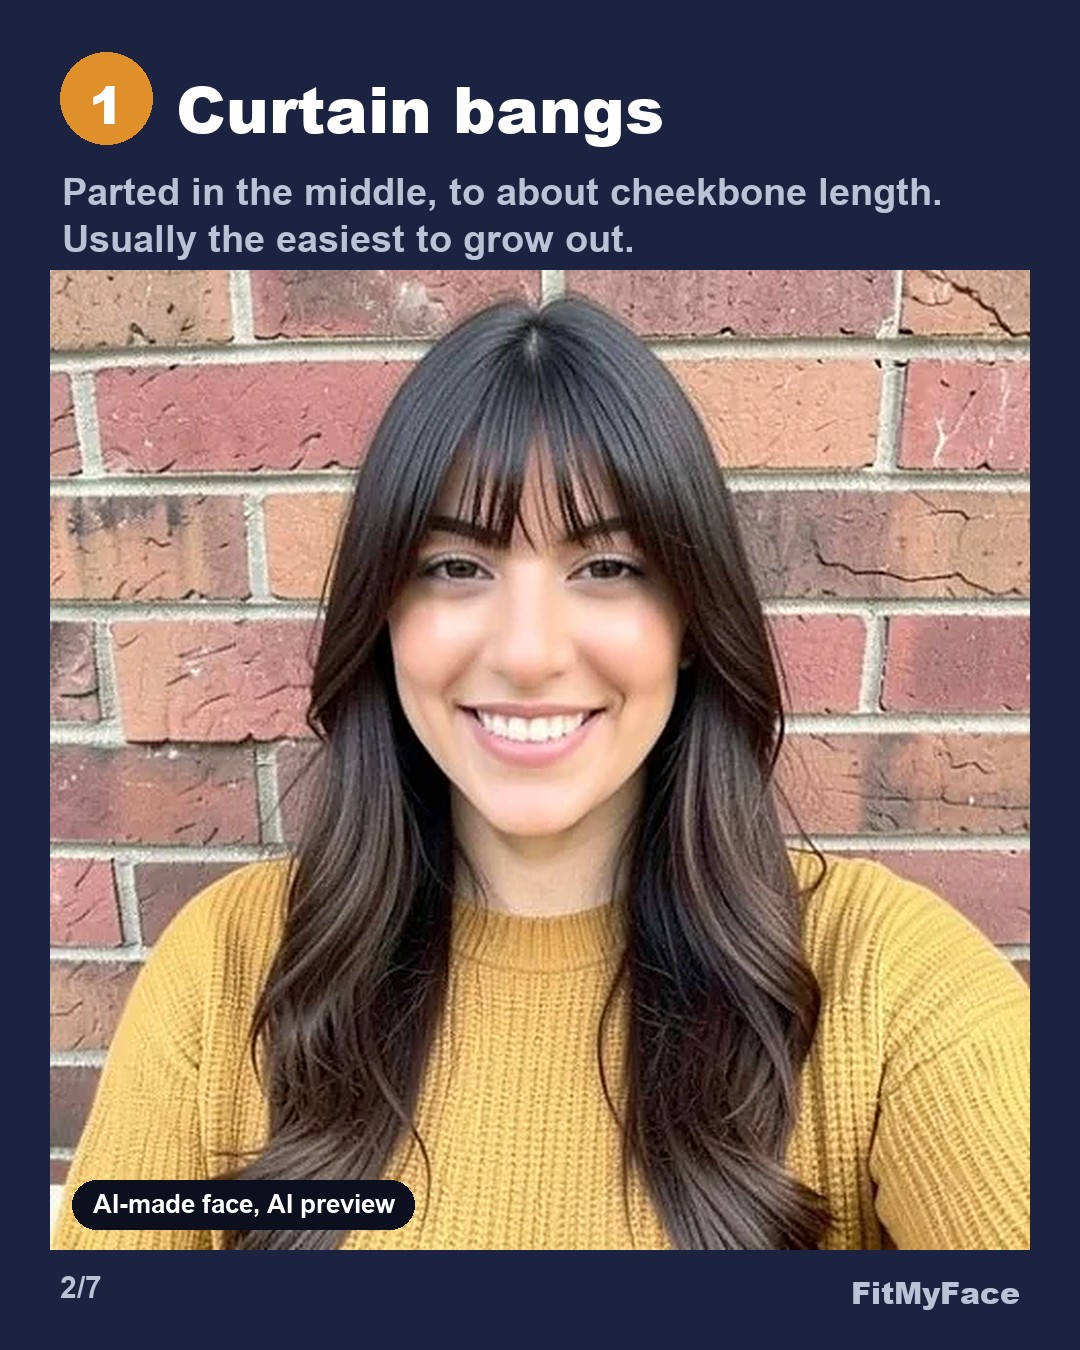 1
Curtain bangs
Parted in the middle, to about cheekbone length.
Usually the easiest to grow out.
AI-made face, AI preview
2/7
FitMyFace